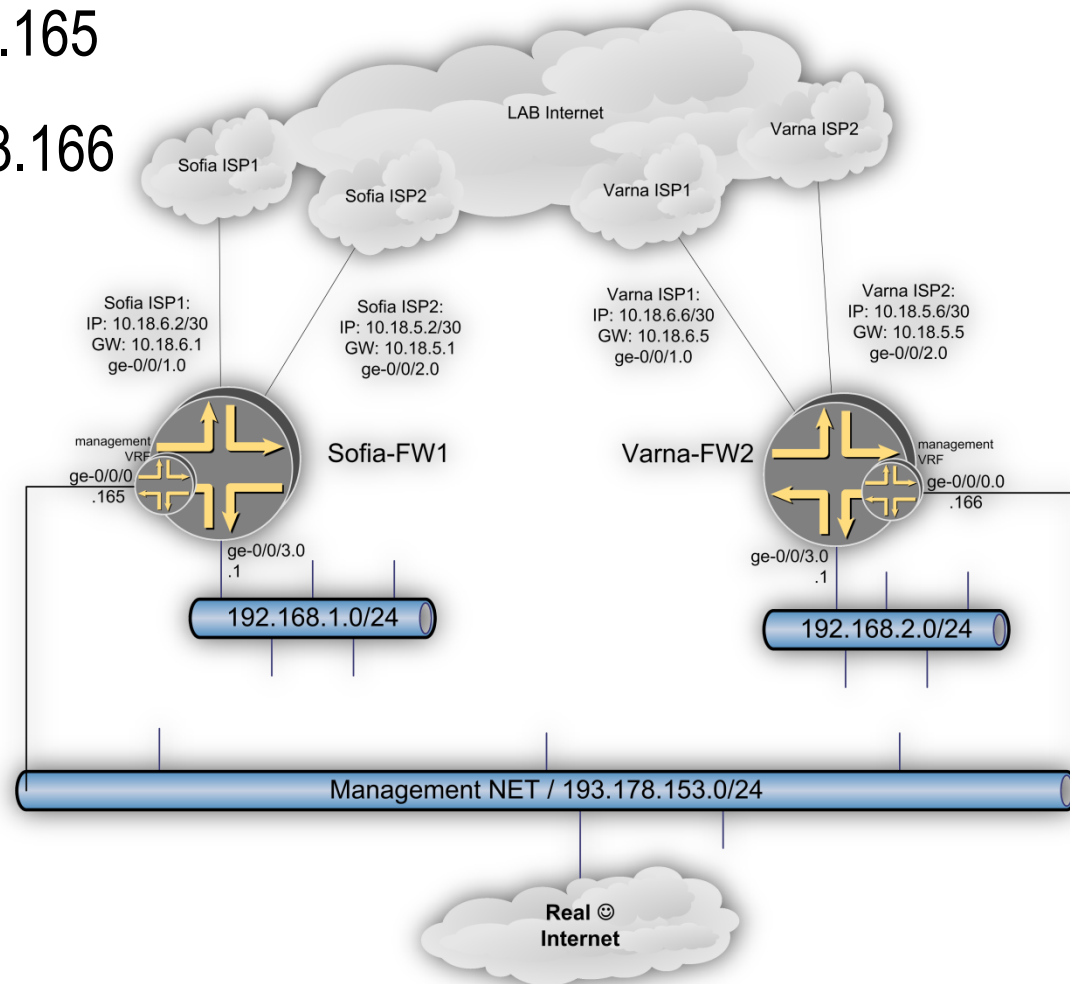 .165
3.166
LAB Internet
Sofia ISP1
Sofia ISP2
Varna ISP1
Varna ISP2
Sofia ISP1:
IP: 10.18.6.2/30
GW: 10.18.6.1
ge-0/0/1.0
Sofia ISP2:
IP: 10.18.5.2/30
GW: 10.18.5.1
ge-0/0/2.0
Varna ISP1:
IP: 10.18.6.6/30
GW: 10.18.6.5
ge-0/0/1.0
Varna ISP2:
IP: 10.18.5.6/30
GW: 10.18.5.5
ge-0/0/2.0
management
VRF
ge-0/0/0
.165
Sofia-FW1
Varna-FW2
management
VRF
ge-0/0/0.0
.166
ge-0/0/3.0
.1
ge-0/0/3.0
.1
192.168.1.0/24
192.168.2.0/24
Management NET / 193.178.153.0/24
Real ☺
Internet